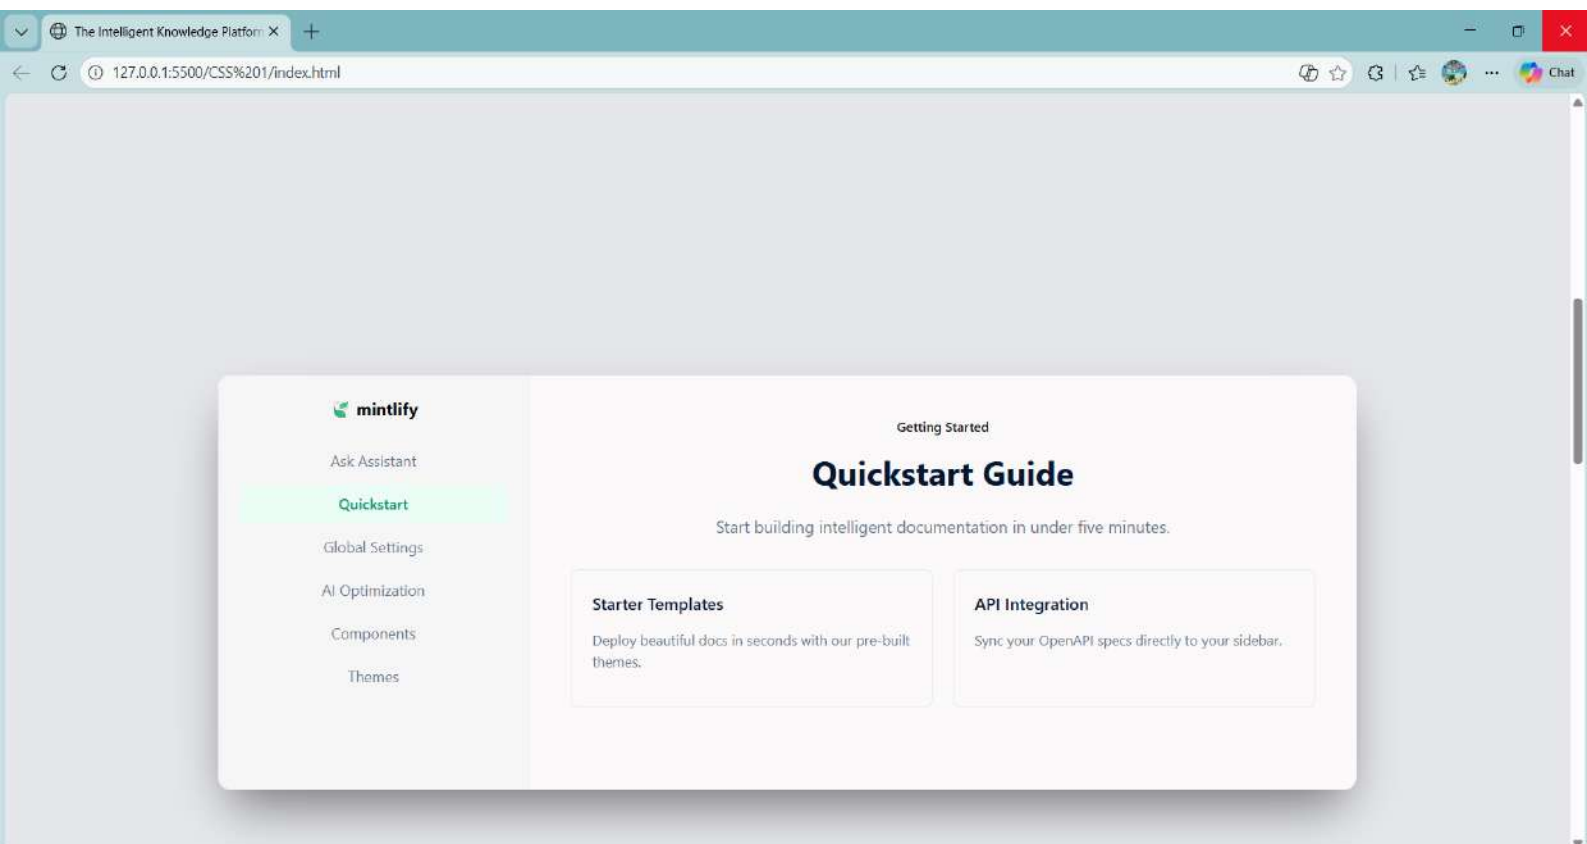 The Intelligent Knowledge Platform
127.0.0.1:5500/CSS%201/index.html
Chat
mintlify
Ask Assistant
Quickstart
Global Settings
AI Optimization
Components
Themes
Getting Started
Quickstart Guide
Start building intelligent documentation in under five minutes.
Starter Templates
Deploy beautiful docs in seconds with our pre-built
themes.
API Integration
Sync your OpenAPI specs directly to your sidebar.